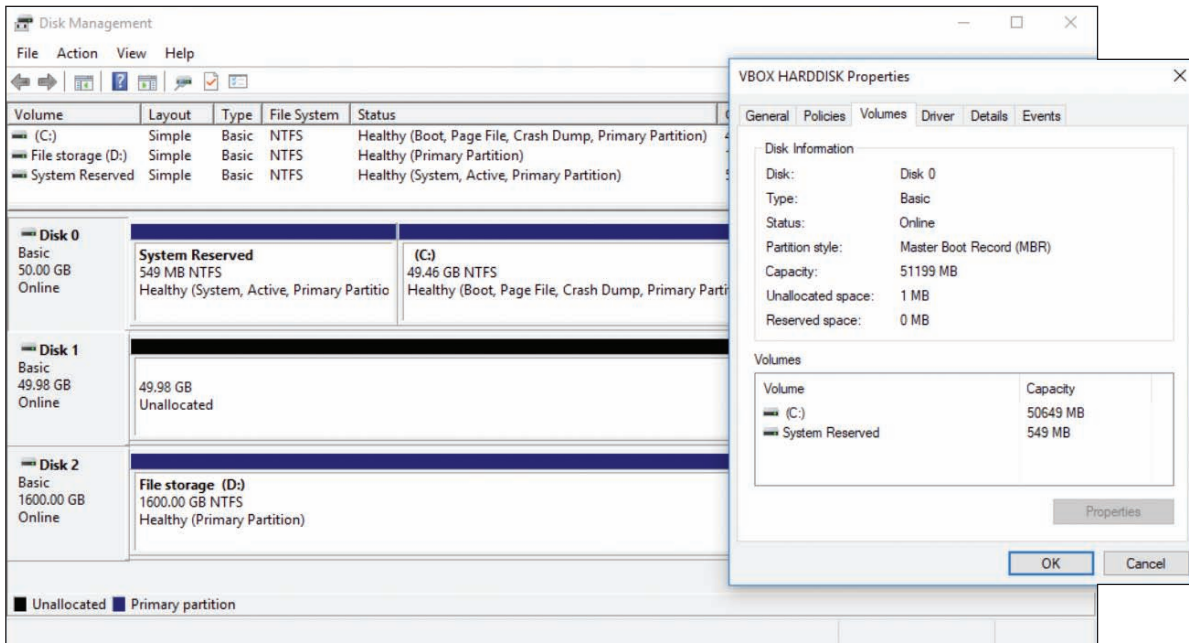 Disk Management
File Action View Help
Volume Layout Type File System Status
(C:) Simple Basic NTFS Healthy (Boot, Page File, Crash Dump, Primary Partition)
File storage (D:) Simple Basic NTFS Healthy (Primary Partition)
System Reserved Simple Basic NTFS Healthy (System, Active, Primary Partition)
Disk 0
Basic
50.00 GB
Online
System Reserved
549 MB NTFS
Healthy (System, Active, Primary Partitio
(C:)
49.46 GB NTFS
Healthy (Boot, Page File, Crash Dump, Primary Parti
Disk 1
Basic
49.98 GB
Online
49.98 GB
Unallocated
Disk 2
Basic
1600.00 GB
Online
File storage (D:)
1600.00 GB NTFS
Healthy (Primary Partition)
Unallocated Primary partition
VBOX HARDDISK Properties
General Policies Volumes Driver Details Events
Disk Information
Disk: Disk 0
Type: Basic
Status: Online
Partition style: Master Boot Record (MBR)
Capacity: 51199 MB
Unallocated space: 1 MB
Reserved space: 0 MB
Volumes
Volume Capacity
(C:) 50649 MB
System Reserved 549 MB
Properties
OK Cancel